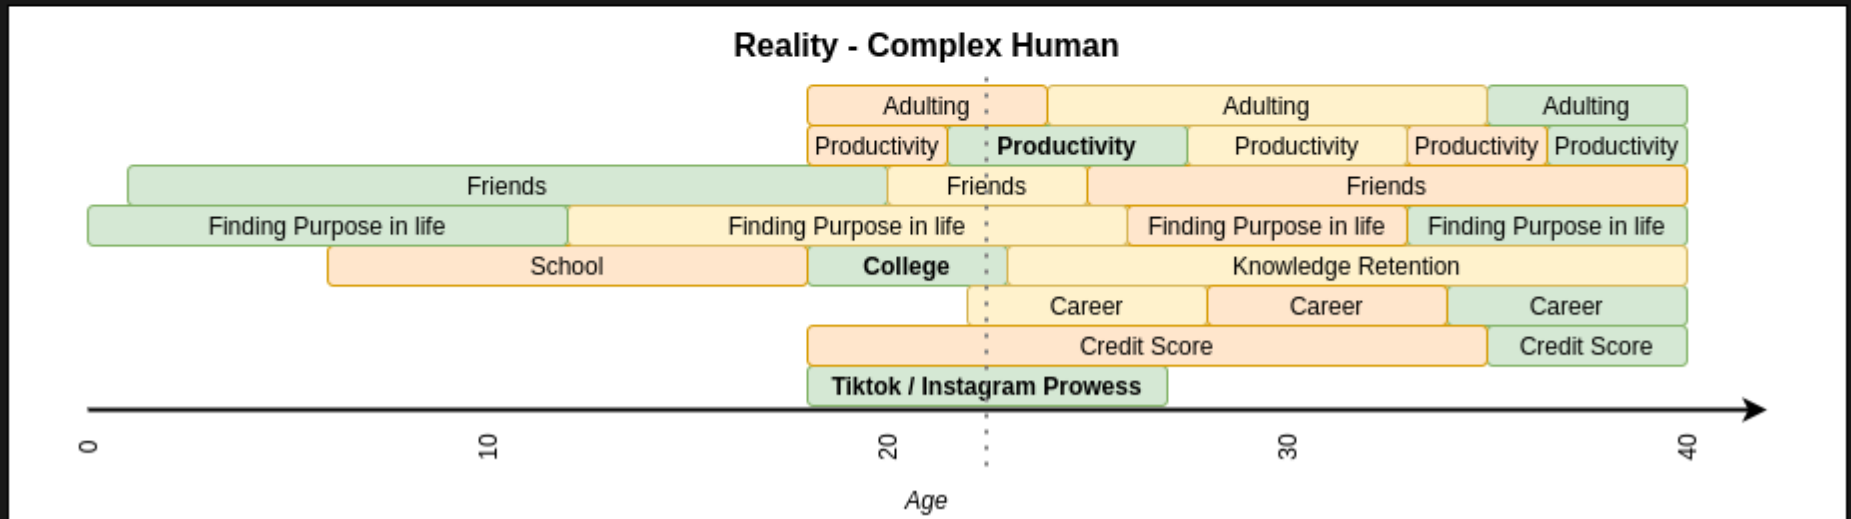 Reality - Complex Human
Adulting Adulting Adulting
Productivity Productivity Productivity Productivity Productivity
Friends Friends Friends
Finding Purpose in life Finding Purpose in life Finding Purpose in life Finding Purpose in life
School College Knowledge Retention
Career Career Career
Credit Score Credit Score
Tiktok / Instagram Prowess
0 10 20 30 40
Age